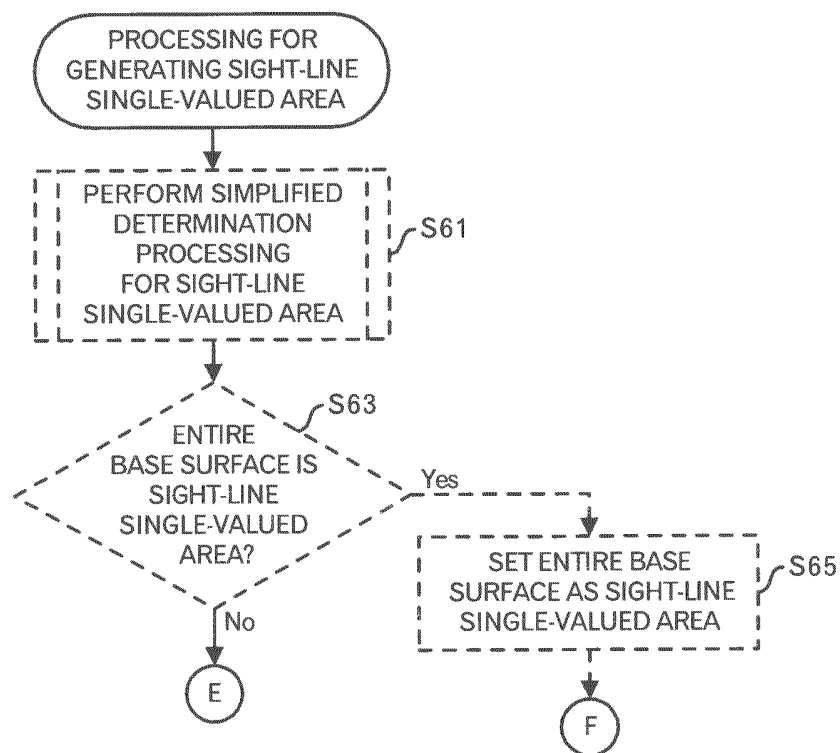 PROCESSING FOR
GENERATING SIGHT-LINE
SINGLE-VALUED AREA
PERFORM SIMPLIFIED
DETERMINATION
PROCESSING
FOR SIGHT-LINE
SINGLE-VALUED AREA
S61
S63
ENTIRE
BASE SURFACE IS
SIGHT-LINE
SINGLE-VALUED
AREA?
Yes
No
SET ENTIRE BASE
SURFACE AS SIGHT-LINE
SINGLE-VALUED AREA
S65
E
F